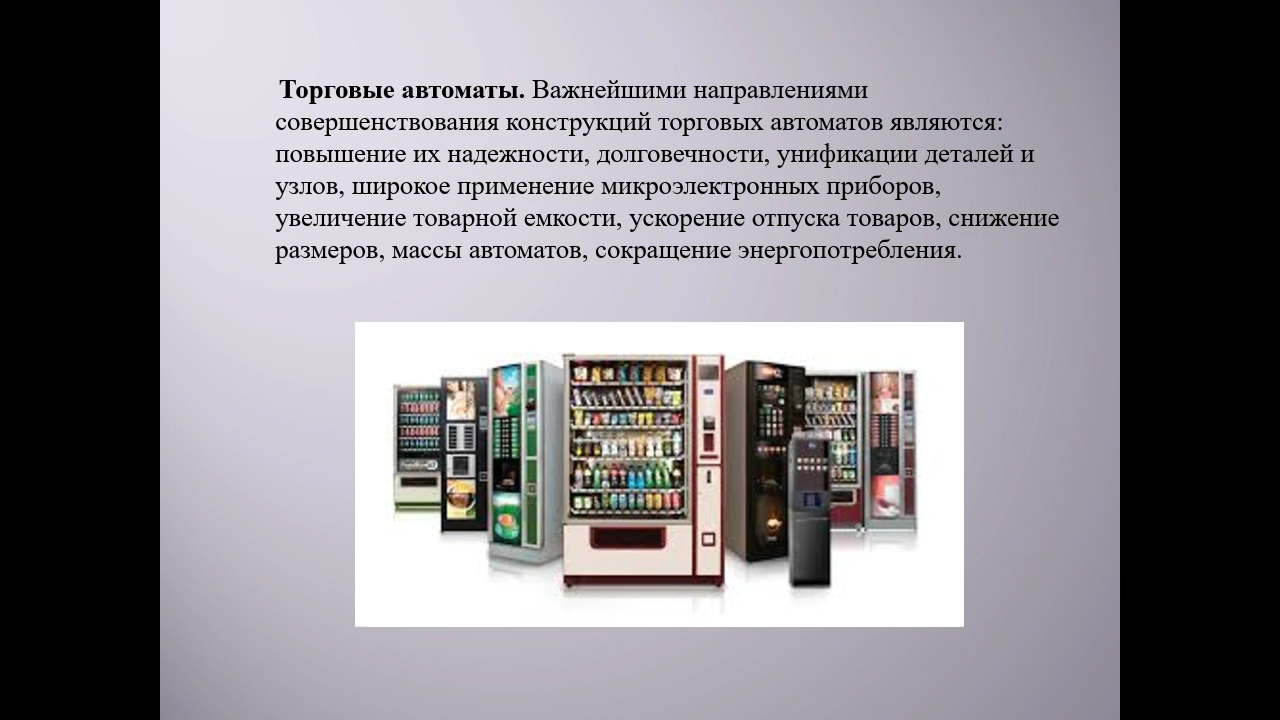 Торговые автоматы. Важнейшими направлениями
совершенствования конструкций торговых автоматов являются:
повышение их надежности, долговечности, унификации деталей и
узлов, широкое применение микроэлектронных приборов,
увеличение товарной емкости, ускорение отпуска товаров, снижение
размеров, массы автоматов, сокращение энергопотребления.